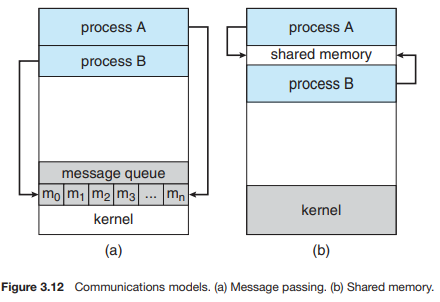 process A
process B
message queue
m0 m1 m2 m3 ... mn
kernel
(a)
process A
shared memory
process B
kernel
(b)
Figure 3.12 Communications models. (a) Message passing. (b) Shared memory.